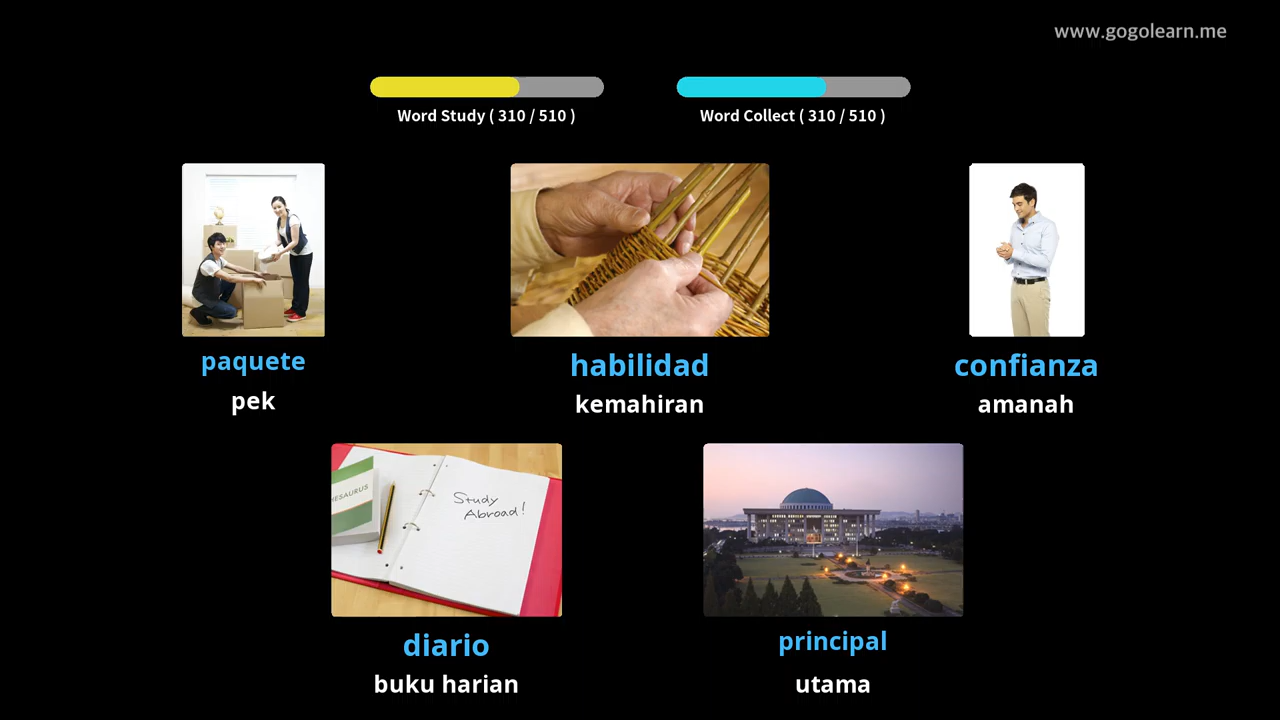 www.gogolearn.me
Word Study ( 310 / 510 )
Word Collect ( 310 / 510 )
paquete
pek
habilidad
kemahiran
confianza
amanah
HESAURUS
Study
Abroad!
diario
buku harian
principal
utama